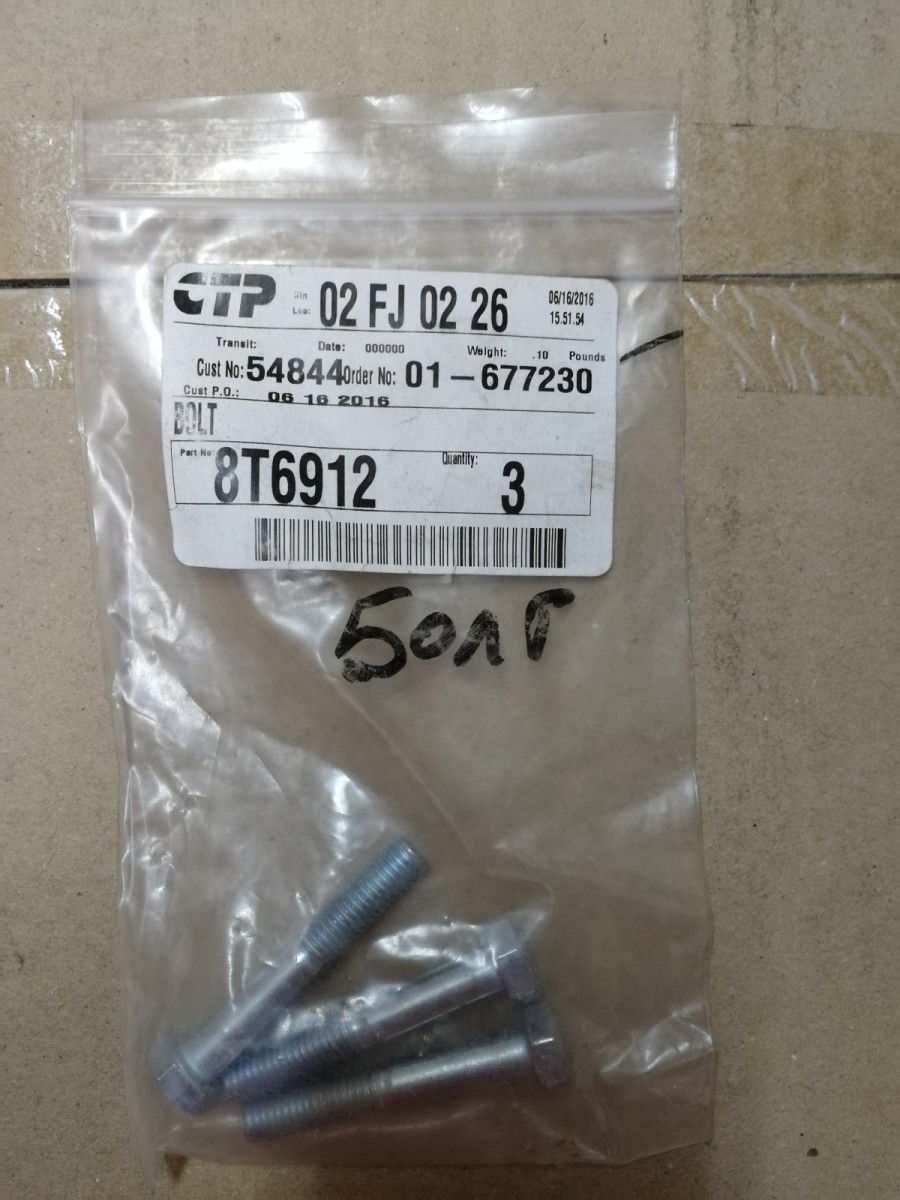 CTP Bin Loc: 02 FJ 02 26 06/16/2016
15.51.54
Transit: Date: 000000 Weight: .10 Pounds
Cust No: 54844 Order No: 01-677230
Cust P.O.: 06 16 2016
BOLT
Part No 8T6912 Quantity: 3
Болт